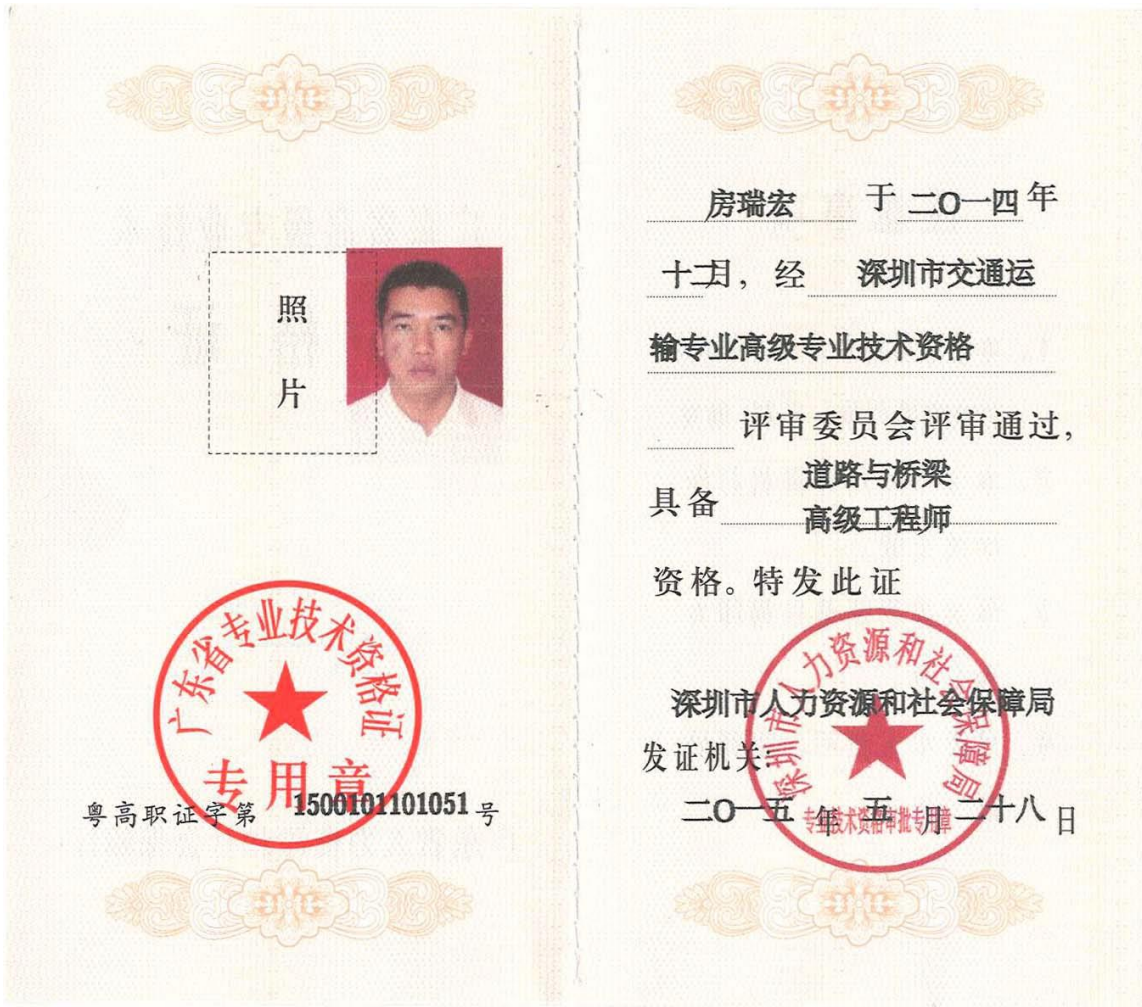 照
片
广东省专业技术资格证
专用章
粤高职证字第 1500101101051 号
房瑞宏 于 二O一四 年
十二月，经 深圳市交通运
输专业高级专业技术资格
评审委员会评审通过，
道路与桥梁
具备 高级工程师
资格。特发此证
深圳市人力资源和社会保障局
深圳市人力资源和社会保障局
发证机关：
二O一五 年 五 月 二十八 日
专业技术资格审批专用章